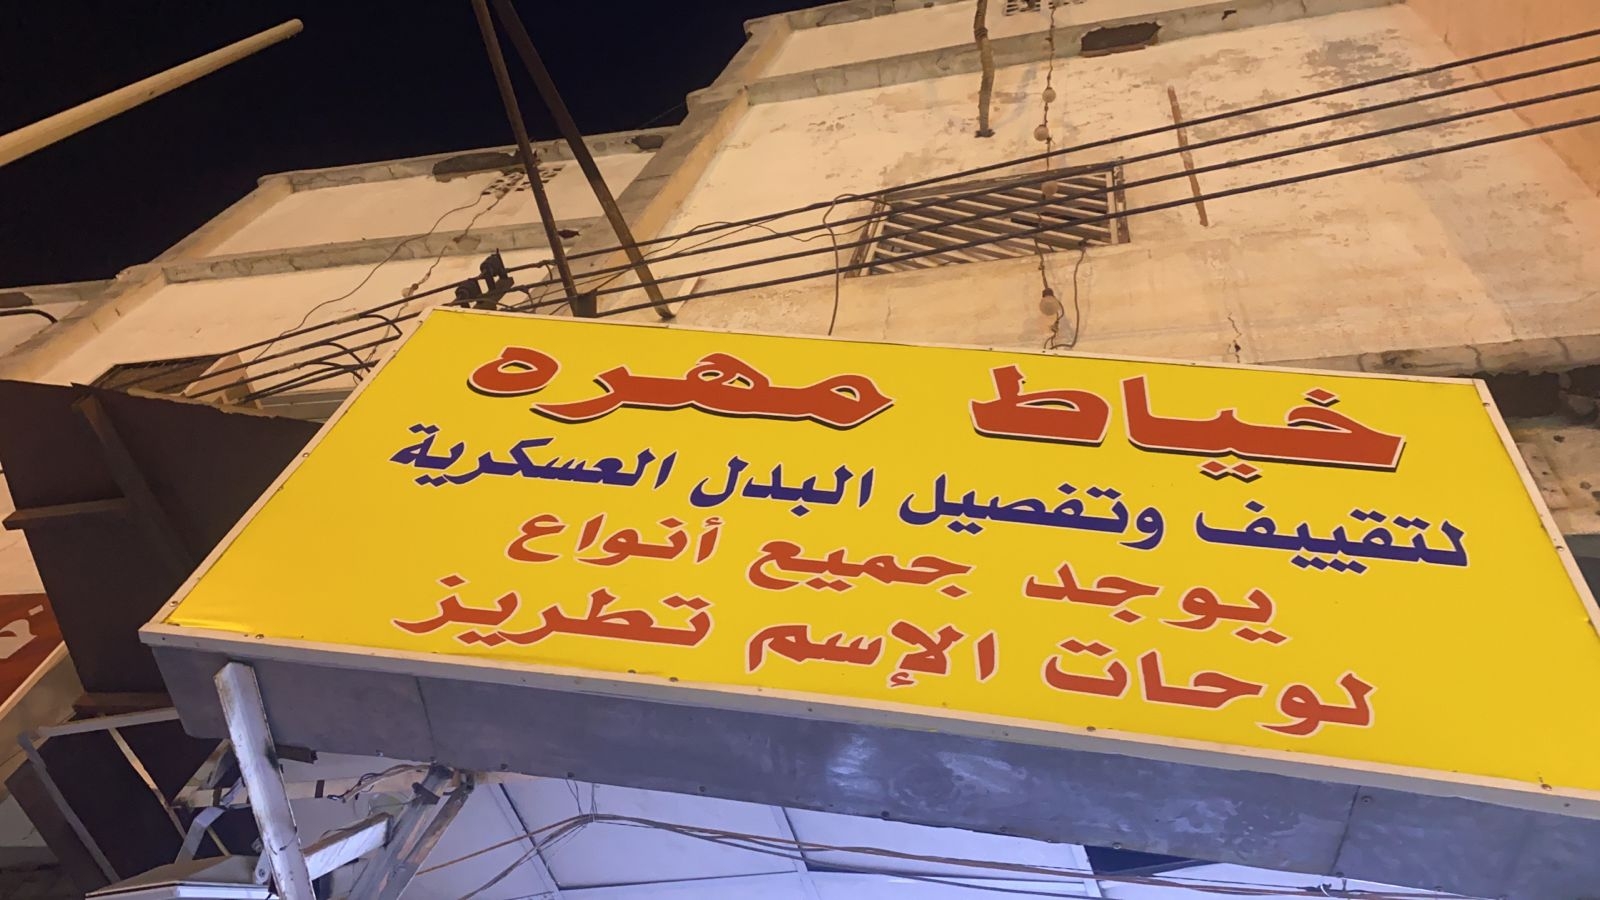 خياط مهره
لتقييف وتفصيل البدل العسكرية
يوجد جميع أنواع
لوحات الإسم تطريز